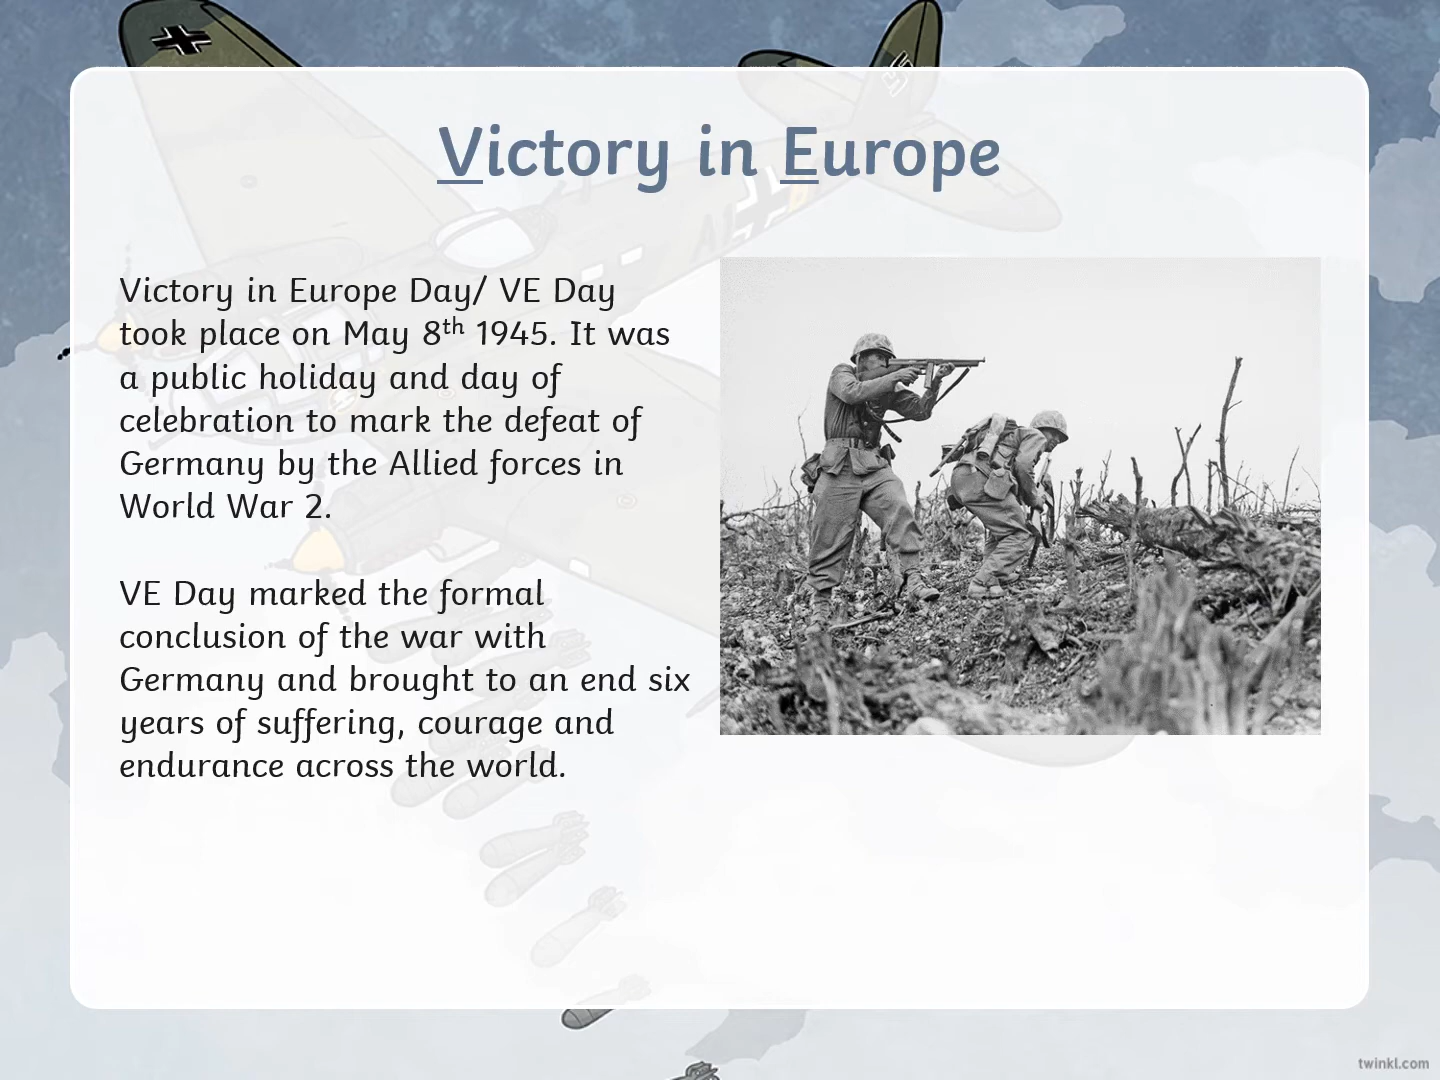 Victory in Europe
Victory in Europe Day/ VE Day
took place on May 8th 1945. It was
a public holiday and day of
celebration to mark the defeat of
Germany by the Allied forces in
World War 2.
VE Day marked the formal
conclusion of the war with
Germany and brought to an end six
years of suffering, courage and
endurance across the world.
twinkl.com